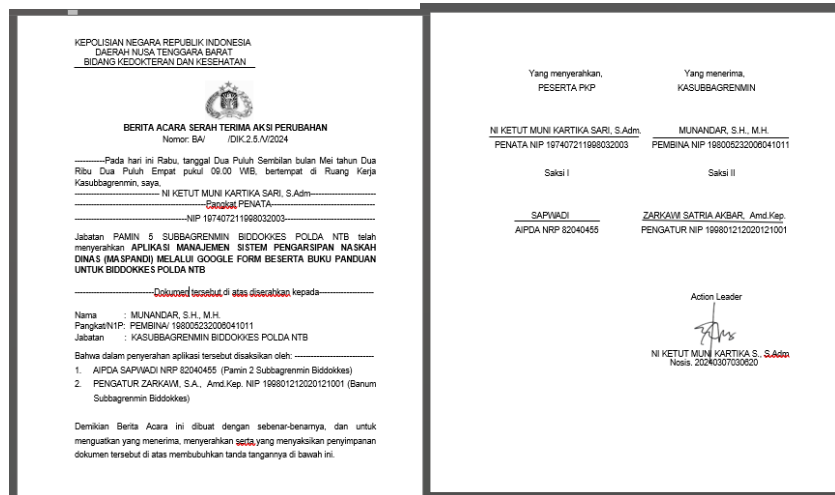 KEPOLISIAN NEGARA REPUBLIK INDONESIA
DAERAH NUSA TENGGARA BARAT
BIDANG KEDOKTERAN DAN KESEHATAN
BERITA ACARA SERAH TERIMA AKSI PERUBAHAN
Nomor: BA/ /DIK.2.5./V/2024
-----------Pada hari ini Rabu, tanggal Dua Puluh Sembilan bulan Mei tahun Dua
Ribu Dua Puluh Empat pukul 09.00 WIB, bertempat di Ruang Kerja
Kasubbagrenmin, saya,
---------------------------- NI KETUT MUNI KARTIKA SARI, S.Adm------------------------
--------------------------------------------Pangkat PENATA--------------------------------------
--------------------------------------NIP 197407211998032003------------------------------
Jabatan PAMIN 5 SUBBAGRENMIN BIDDOKKES POLDA NTB telah
menyerahkan APLIKASI MANAJEMEN SISTEM PENGARSIPAN NASKAH
DINAS (MASPANDI) MELALUI GOOGLE FORM BESERTA BUKU PANDUAN
UNTUK BIDDOKKES POLDA NTB
---------------------------Dokumen tersebut di atas diserahkan kepada-------------------
Nama : MUNANDAR, S.H., M.H.
Pangkat/N1P: PEMBINA/ 198005232006041011
Jabatan : KASUBBAGRENMIN BIDDOKKES POLDA NTB
Bahwa dalam penyerahan aplikasi tersebut disaksikan oleh: ---------------------------
1. AIPDA SAPWADI NRP 82040455 (Pamin 2 Subbagrenmin Biddokkes)
2. PENGATUR ZARKAWI, S.A., Amd.Kep. NIP 198012120201210​01 (Banum
Subbagrenmin Biddokkes)
Demikian Berita Acara ini dibuat dengan sebenar-benarnya, dan untuk
menguatkan yang menerima, menyerahkan serta yang menyaksikan penyimpanan
dokumen tersebut di atas membubuhkan tanda tangannya di bawah ini.
Yang menyerahkan,
PESERTA PKP
NI KETUT MUNI KARTIKA SARI, S.Adm.
PENATA NIP 197407211998032003
Yang menerima,
KASUBBAGRENMIN
MUNANDAR, S.H., M.H.
PEMBINA NIP 198005232006041011
Saksi I
SAPWADI
AIPDA NRP 82040455
Saksi II
ZARKAWI SATRIA AKBAR, Amd.Kep.
PENGATUR NIP 199801212020121001
Action Leader
NI KETUT MUNI KARTIKA S., S.Adm
Nosis. 20240307030620